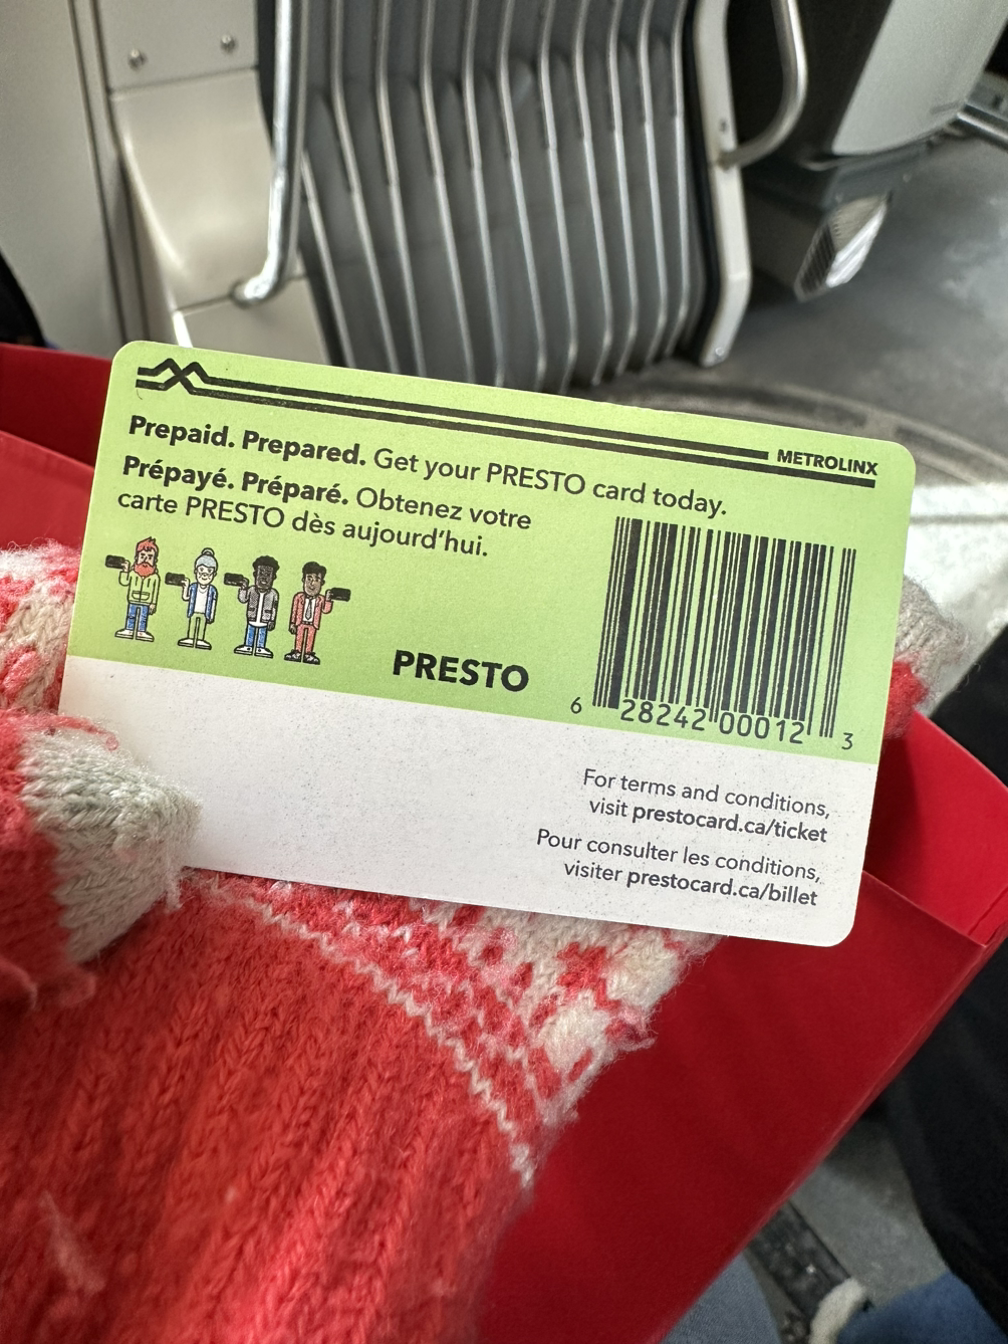 METROLINX
Prepaid. Prepared. Get your PRESTO card today.
Prépayé. Préparé. Obtenez votre
carte PRESTO dès aujourd'hui.
PRESTO
6 28242 00012 3
For terms and conditions,
visit prestocard.ca/ticket
Pour consulter les conditions,
visiter prestocard.ca/billet